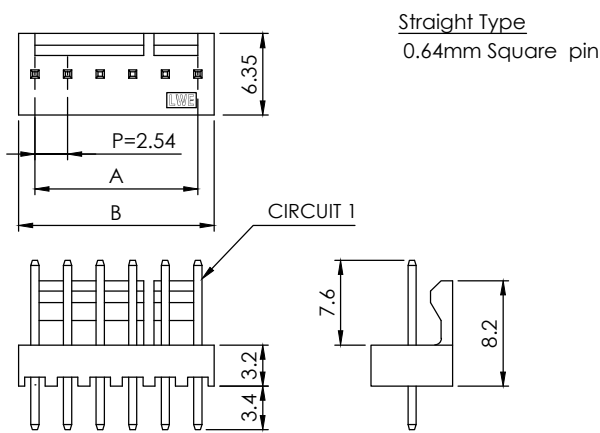 Straight Type
0.64mm Square pin
6.35
LWE
P=2.54
A
B
CIRCUIT 1
7.6
8.2
3.2
3.4